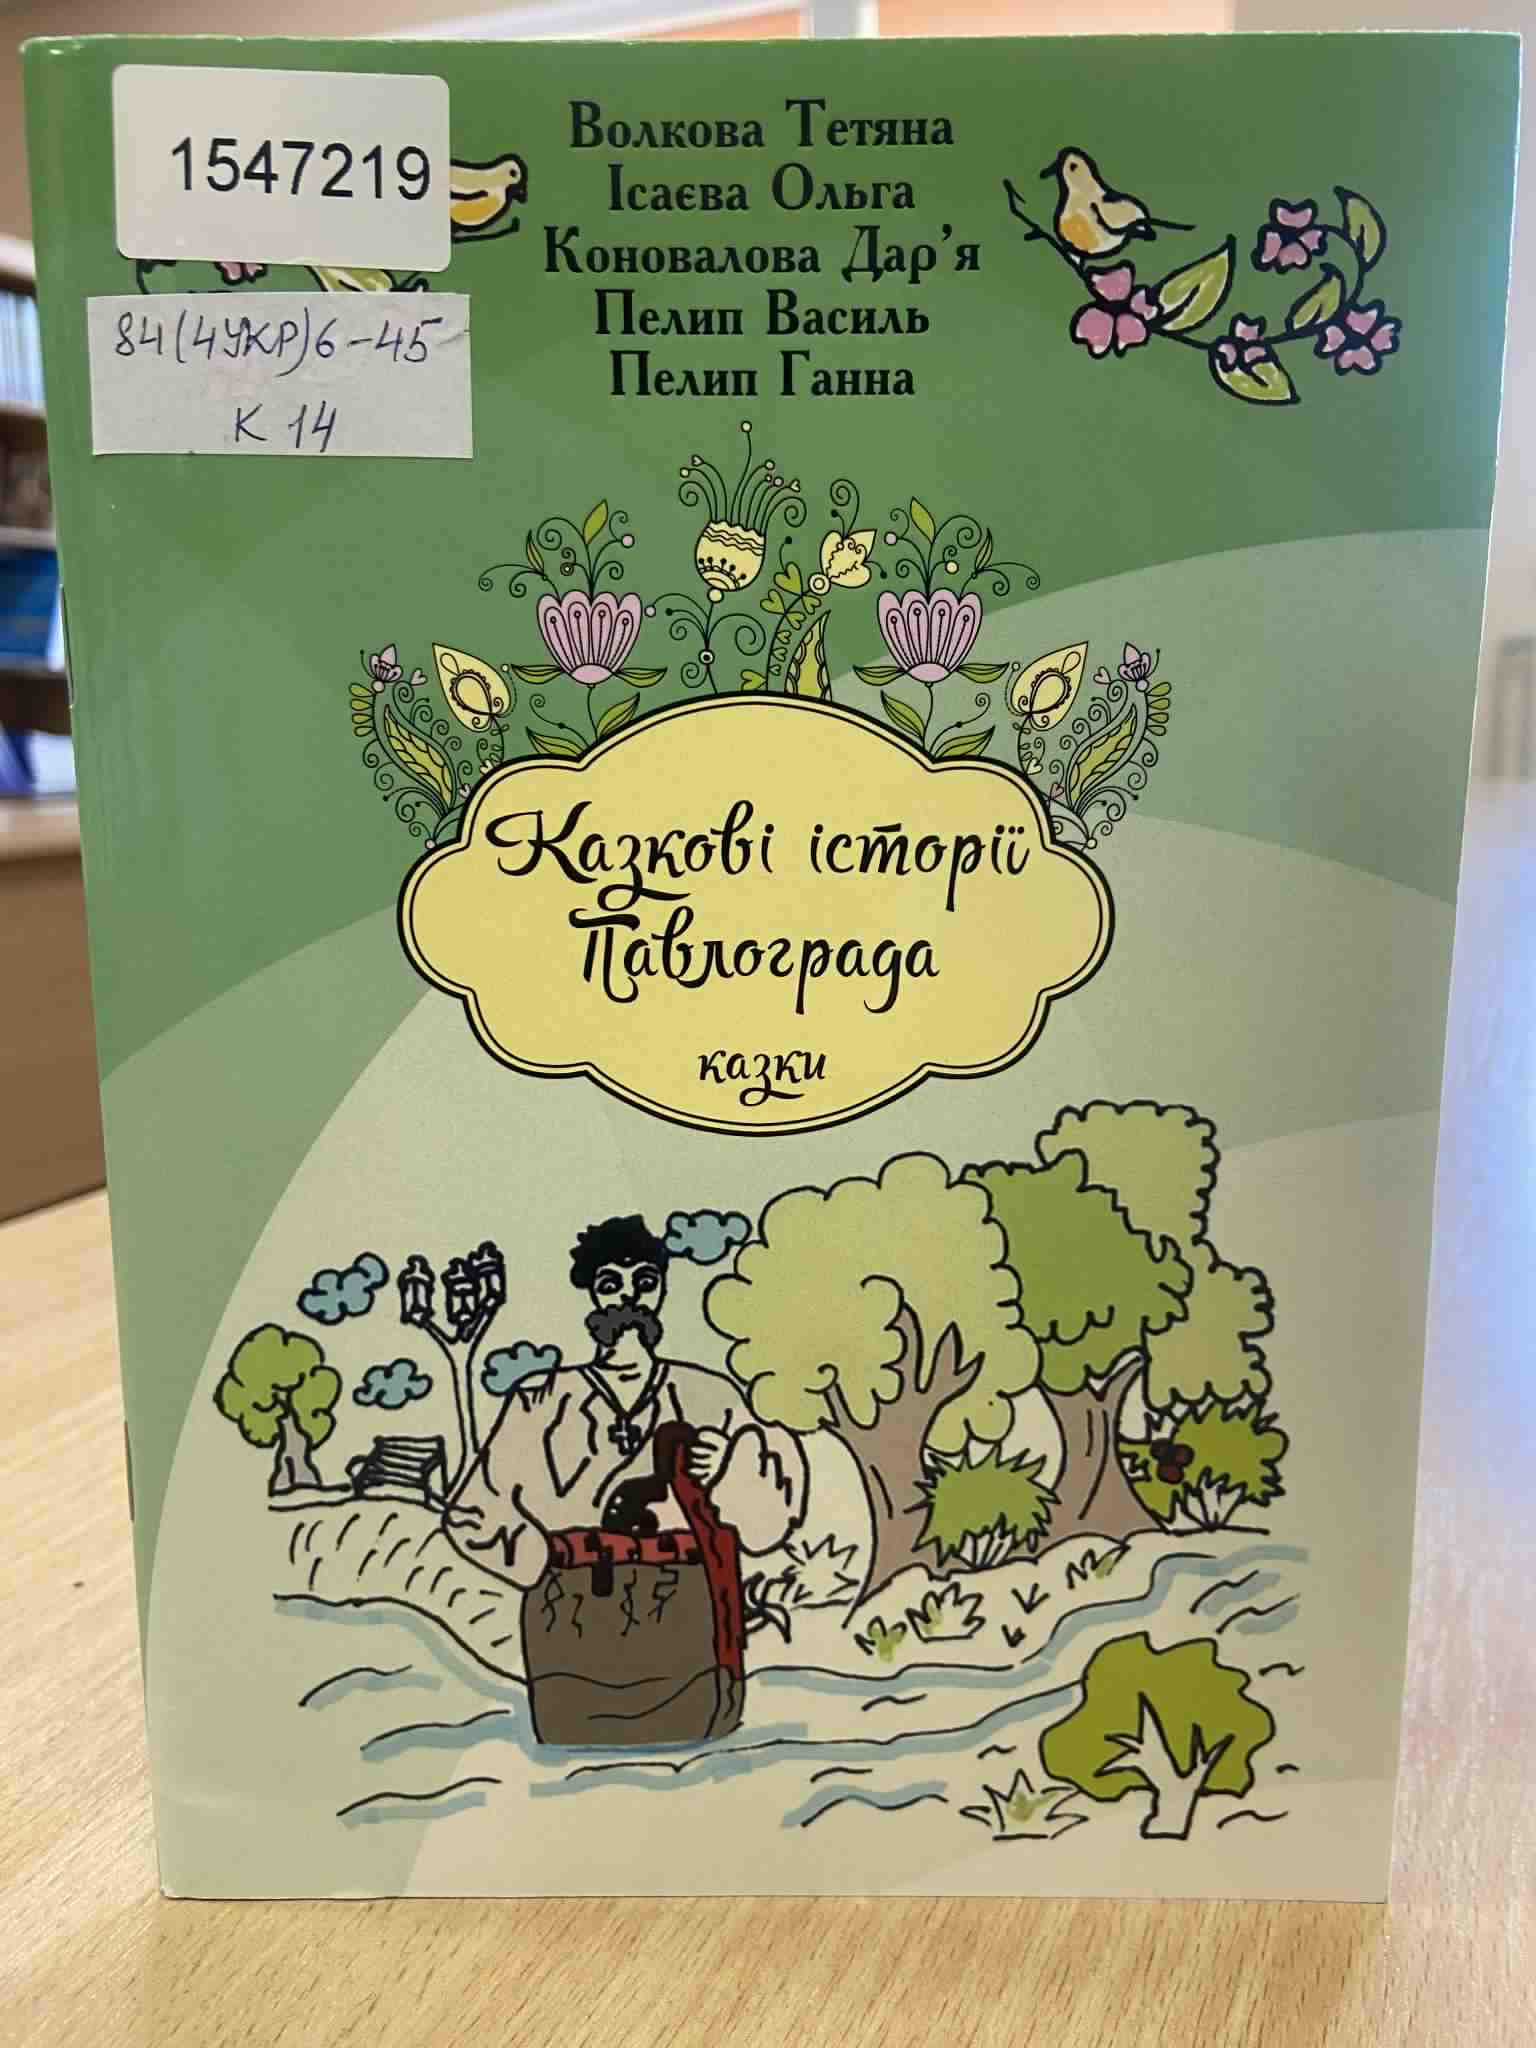 1547219
84(4УКР)6-45
К 14
Волкова Тетяна
Ісаєва Ольга
Коновалова Дар’я
Пелип Василь
Пелип Ганна
Казкові історії
Павлограда
казки